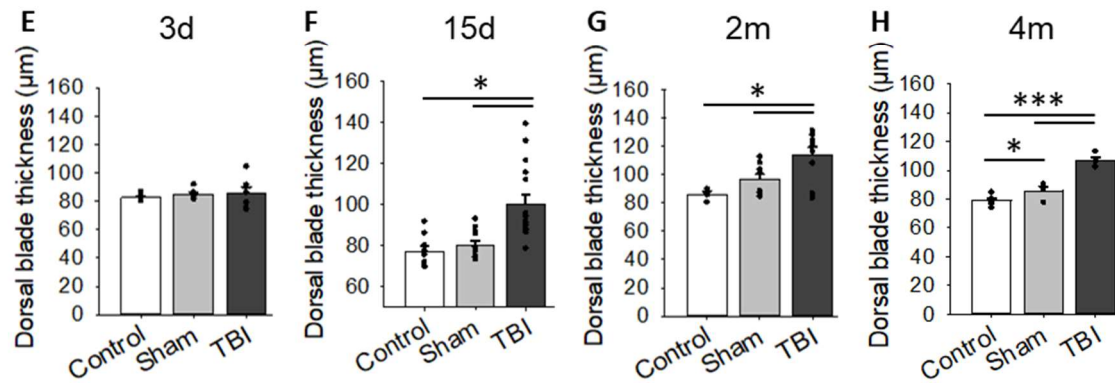 E 3d
Dorsal blade thickness (µm)
160
140
120
100
80
60
40
20
0
Control
Sham
TBI
F 15d
Dorsal blade thickness (µm)
160
140
120
100
80
60
*
Control
Sham
TBI
G 2m
Dorsal blade thickness (µm)
160
140
120
100
80
60
40
20
0
*
Control
Sham
TBI
H 4m
Dorsal blade thickness (µm)
160
140
120
100
80
60
40
20
0
***
*
Control
Sham
TBI